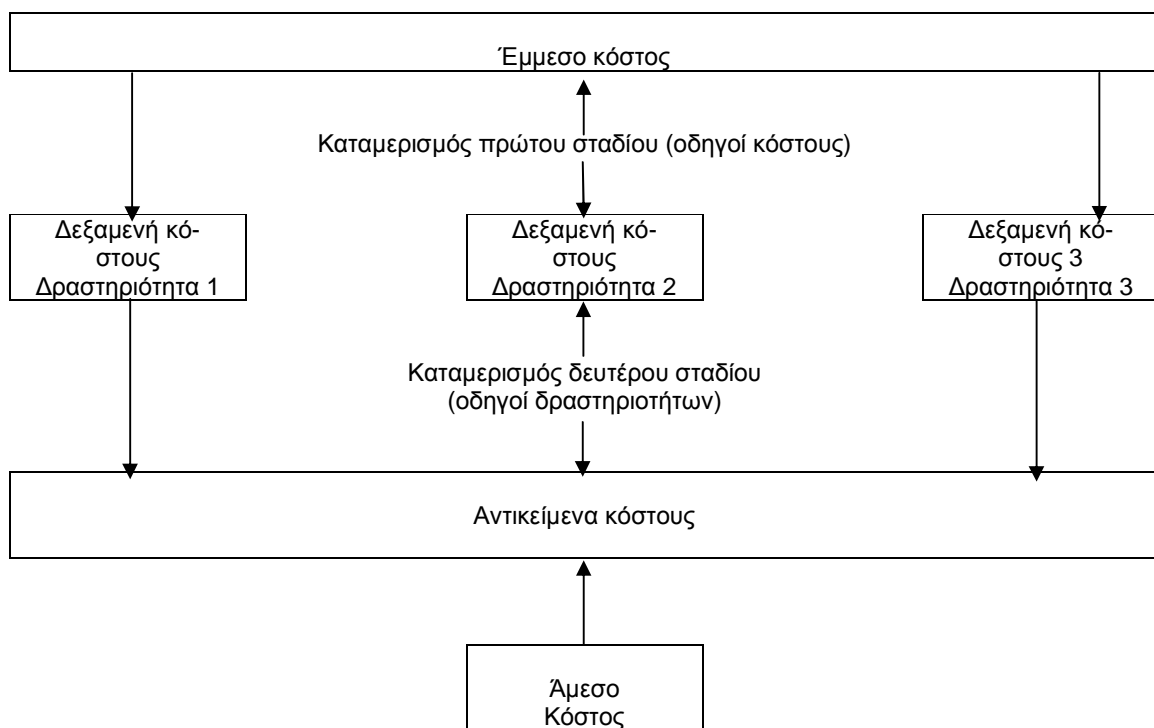 Έμμεσο κόστος
Καταμερισμός πρώτου σταδίου (οδηγοί κόστους)
Δεξαμενή κό-
στους
Δραστηριότητα 1
Δεξαμενή κό-
στους
Δραστηριότητα 2
Δεξαμενή κό-
στους 3
Δραστηριότητα 3
Καταμερισμός δευτέρου σταδίου
(οδηγοί δραστηριοτήτων)
Αντικείμενα κόστους
Άμεσο
Κόστος